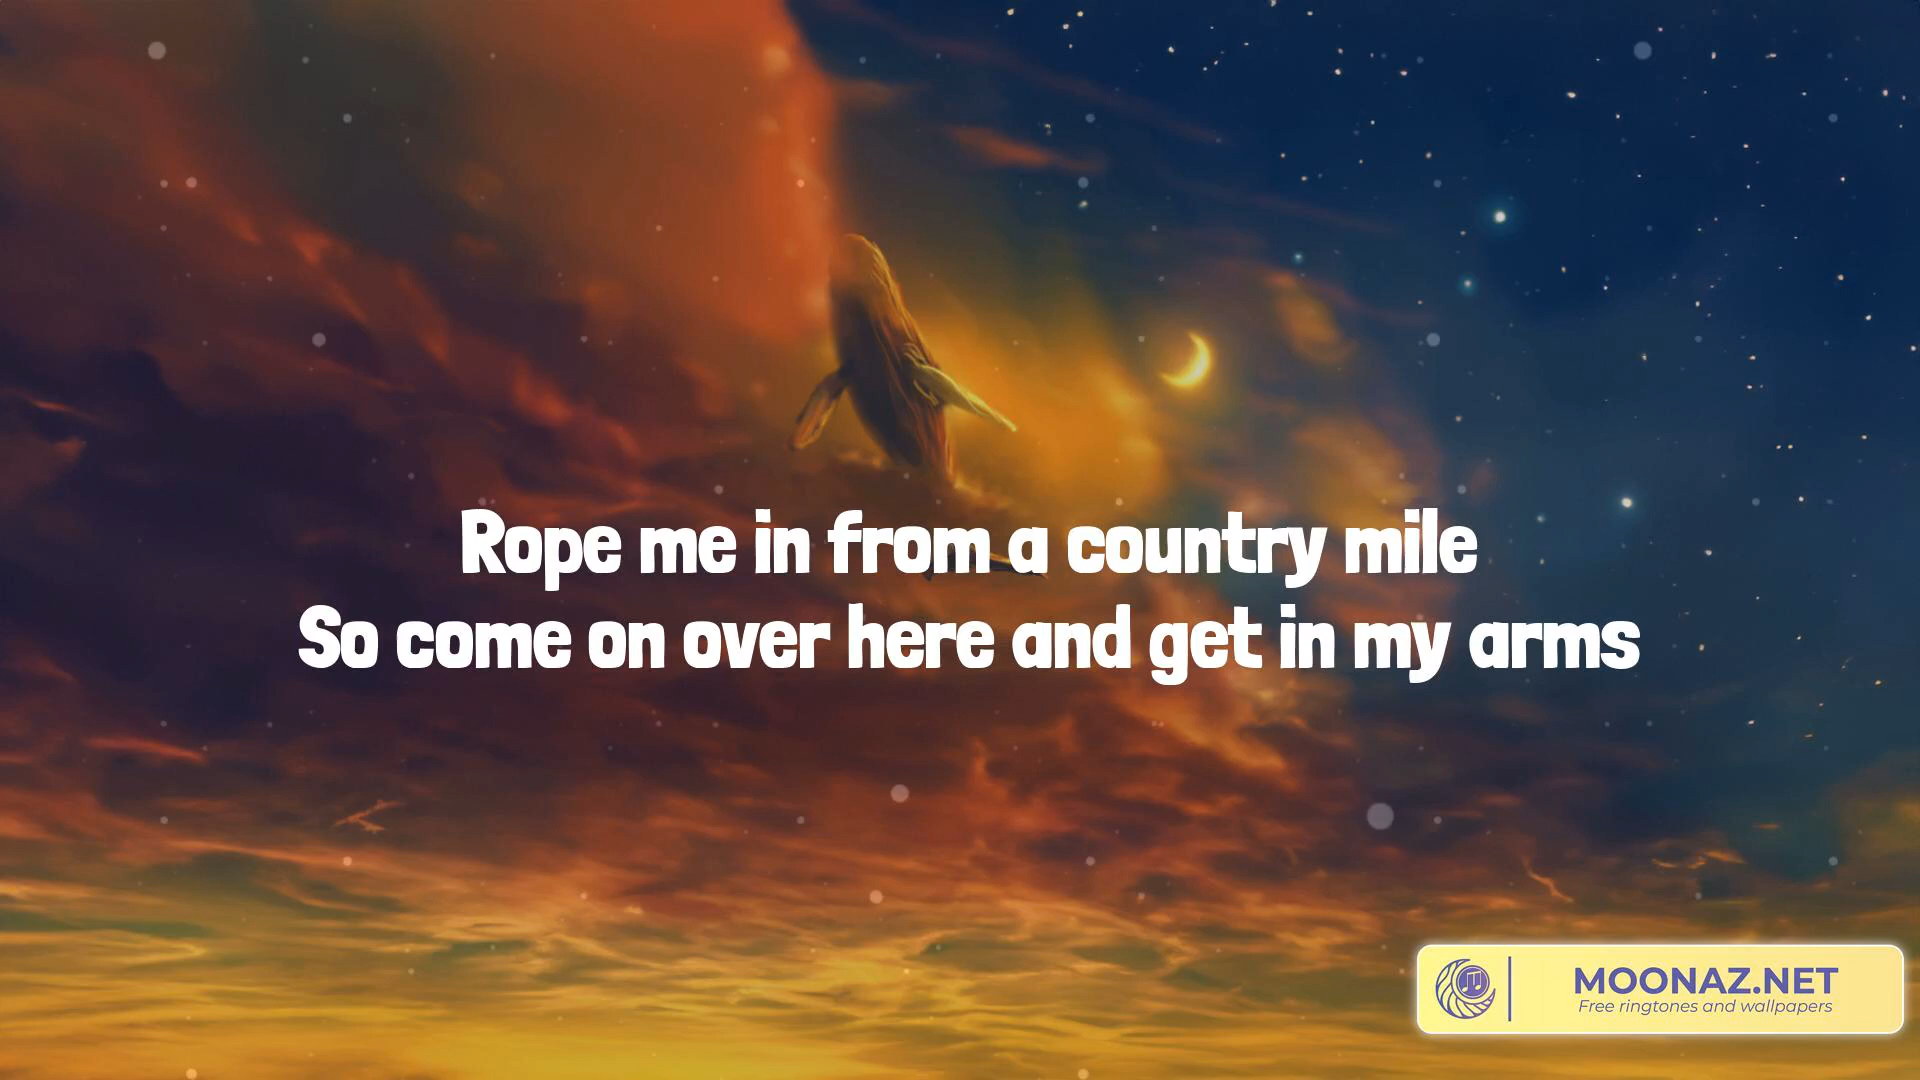 Rope me in from a country mile
So come on over here and get in my arms
MOONAZ.NET
Free ringtones and wallpapers